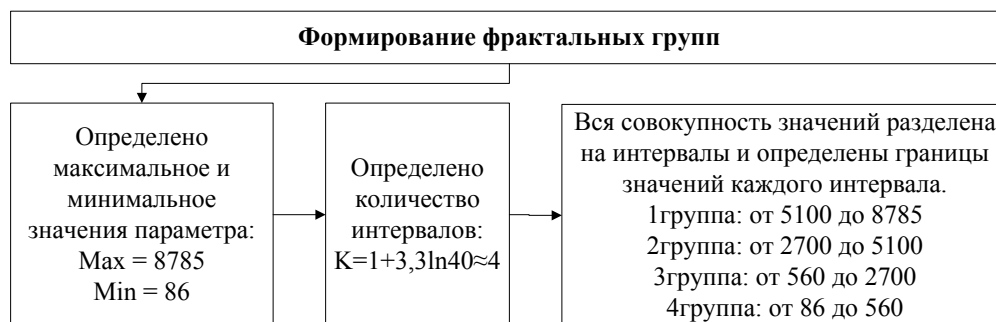 Формирование фрактальных групп
Определено
максимальное и
минимальное
значения параметра:
Max = 8785
Min = 86
Определено
количество
интервалов:
K=1+3,3ln40≈4
Вся совокупность значений разделена
на интервалы и определены границы
значений каждого интервала.
1группа: от 5100 до 8785
2группа: от 2700 до 5100
3группа: от 560 до 2700
4группа: от 86 до 560